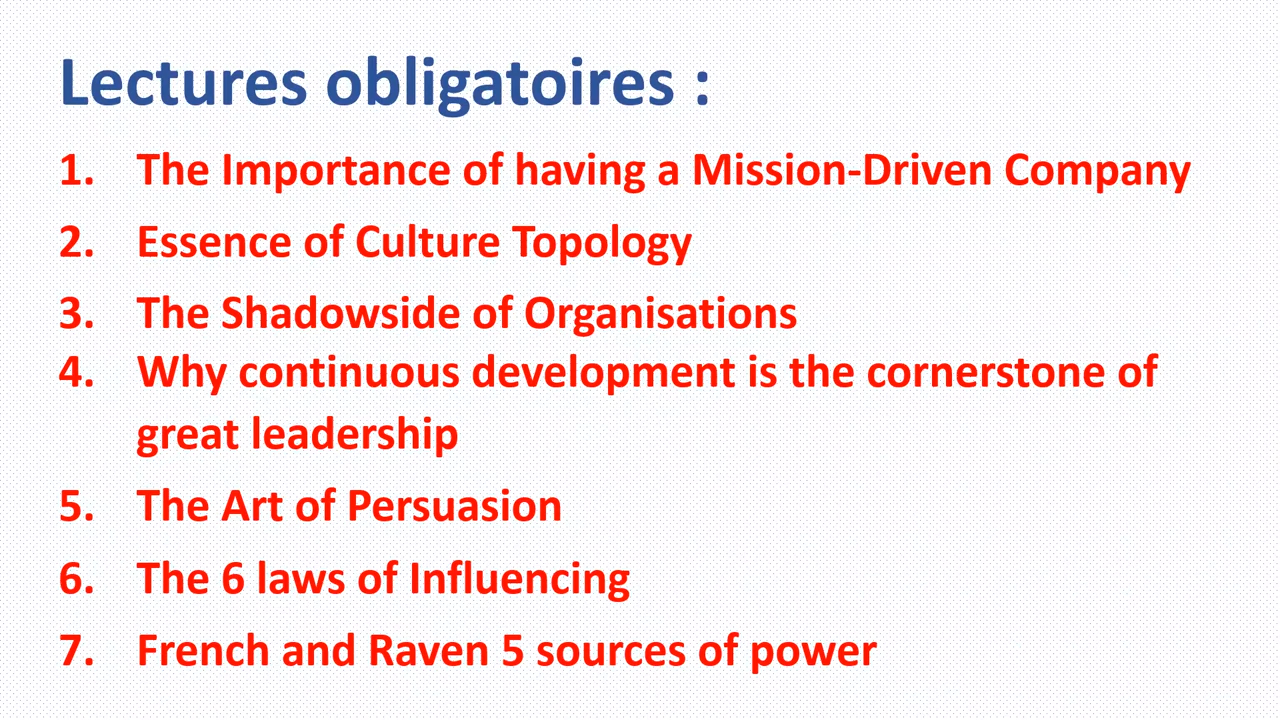 Lectures obligatoires :
1. The Importance of having a Mission-Driven Company
2. Essence of Culture Topology
3. The Shadowside of Organisations
4. Why continuous development is the cornerstone of
great leadership
5. The Art of Persuasion
6. The 6 laws of Influencing
7. French and Raven 5 sources of power